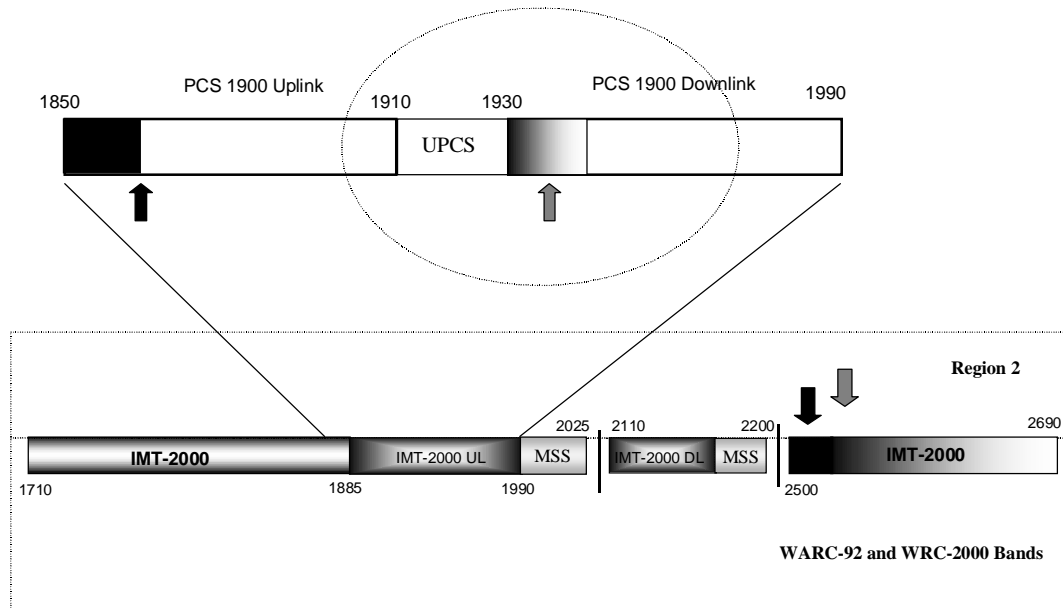 PCS 1900 Uplink
PCS 1900 Downlink
1850
1910
1930
1990
UPCS
Region 2
2025
2110
2200
2690
IMT-2000
IMT-2000 UL
MSS
IMT-2000 DL
MSS
IMT-2000
1710
1885
1990
2500
WARC-92 and WRC-2000 Bands